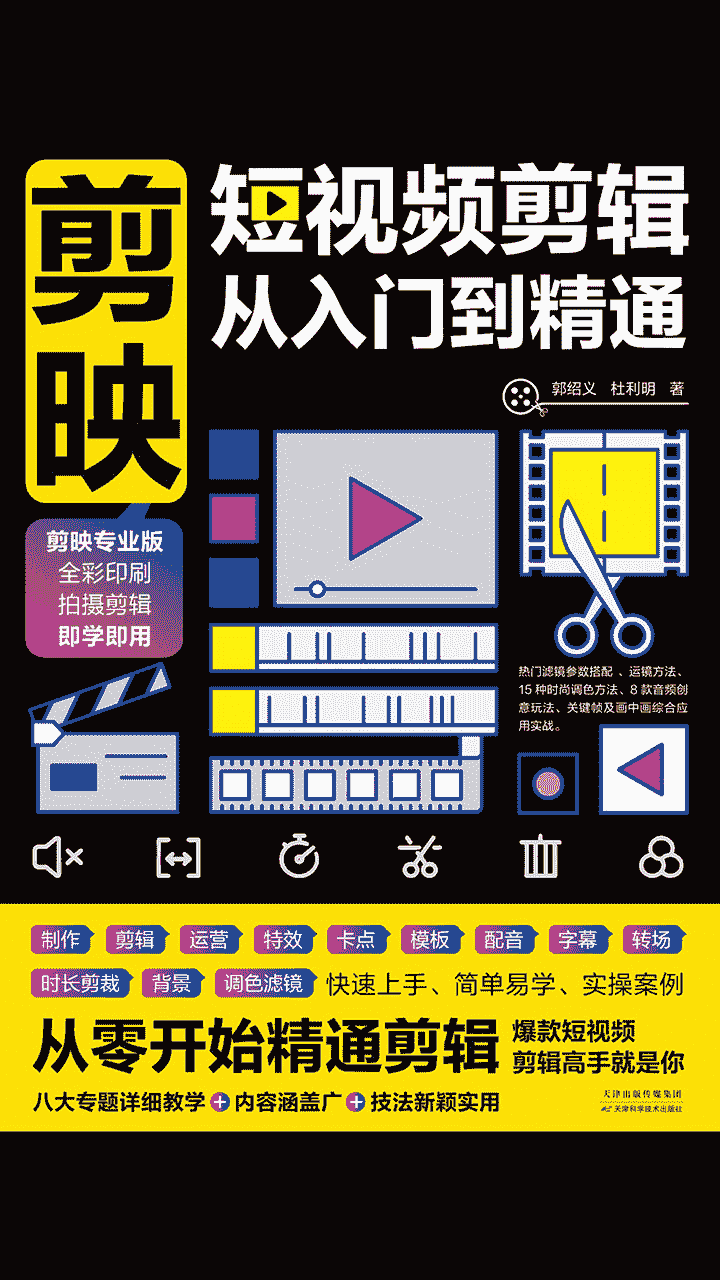 剪映
短视频剪辑
从入门到精通
郭绍义 杜利明 著
剪映专业版
全彩印刷
拍摄剪辑
即学即用
热门滤镜参数搭配 、运镜方法、
15 种时尚调色方法、8 款音频创
意玩法、关键帧及画中画综合应
用实战。
制作 剪辑 运营 特效 卡点 模板 配音 字幕 转场
时长剪裁 背景 调色滤镜 快速上手、简单易学、实操案例
从零开始精通剪辑
爆款短视频
剪辑高手就是你
八大专题详细教学+内容涵盖广+技法新颖实用
天津出版传媒集团
天津科学技术出版社